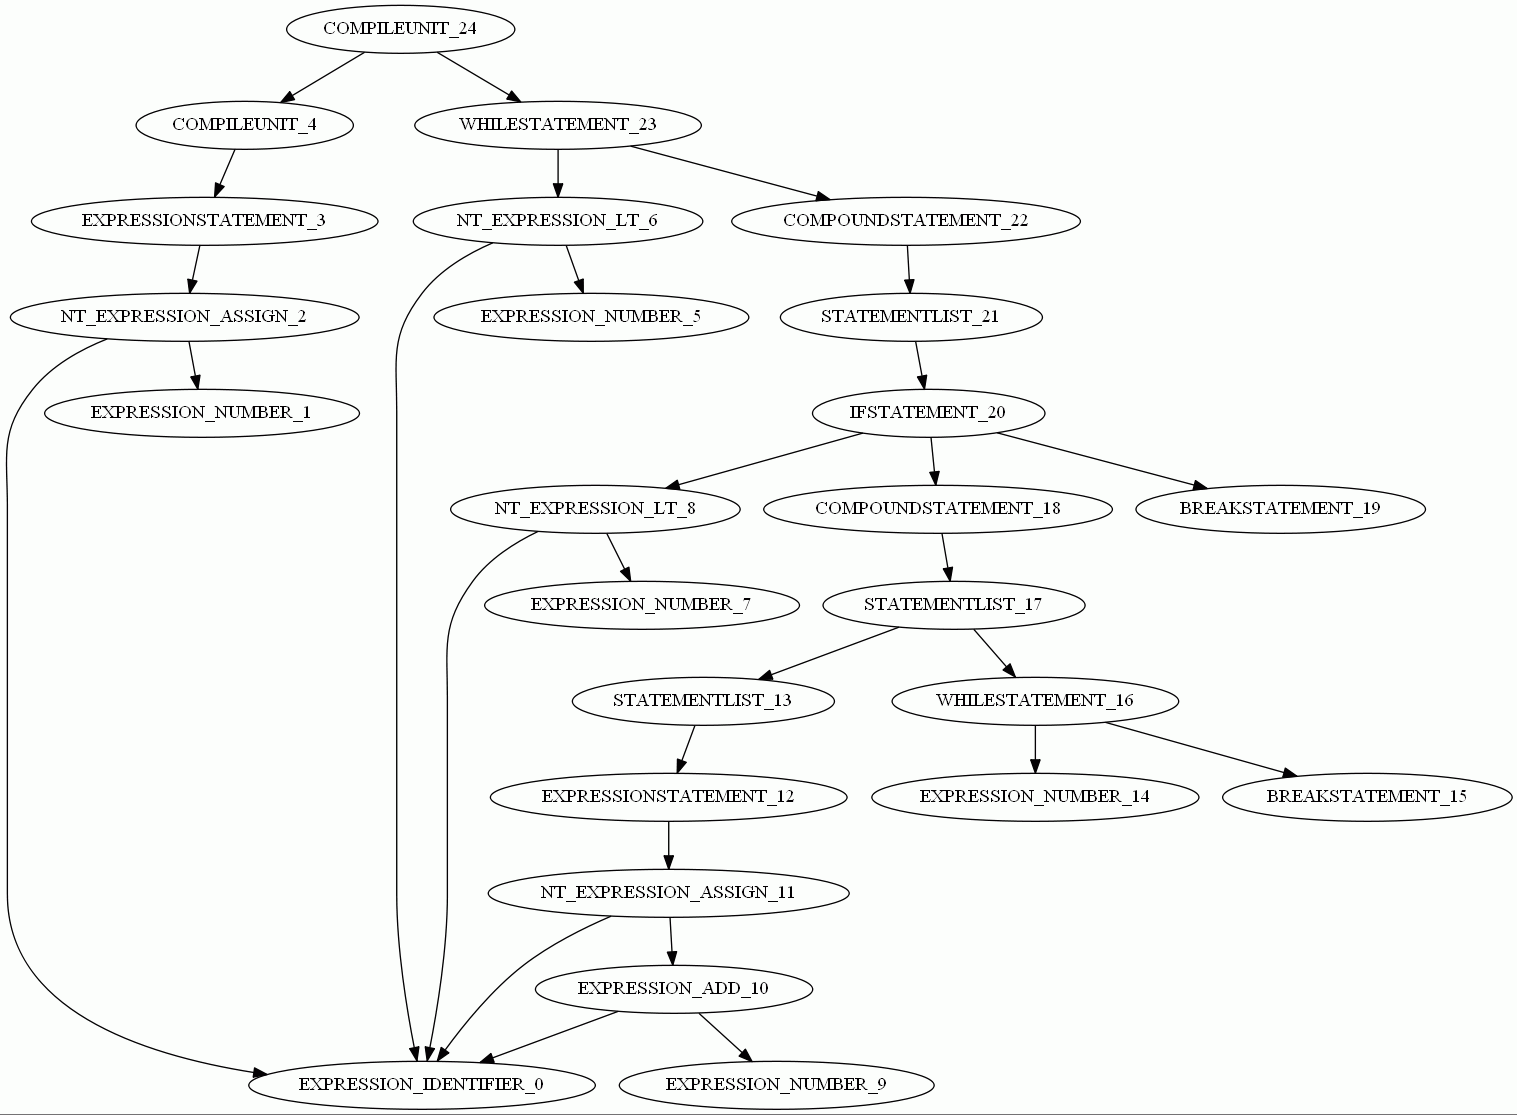 COMPILEUNIT_24
COMPILEUNIT_4
WHILESTATEMENT_23
EXPRESSIONSTATEMENT_3
NT_EXPRESSION_LT_6
COMPOUNDSTATEMENT_22
NT_EXPRESSION_ASSIGN_2
EXPRESSION_NUMBER_5
STATEMENTLIST_21
EXPRESSION_NUMBER_1
IFSTATEMENT_20
NT_EXPRESSION_LT_8
COMPOUNDSTATEMENT_18
BREAKSTATEMENT_19
EXPRESSION_NUMBER_7
STATEMENTLIST_17
STATEMENTLIST_13
WHILESTATEMENT_16
EXPRESSIONSTATEMENT_12
EXPRESSION_NUMBER_14
BREAKSTATEMENT_15
NT_EXPRESSION_ASSIGN_11
EXPRESSION_ADD_10
EXPRESSION_IDENTIFIER_0
EXPRESSION_NUMBER_9